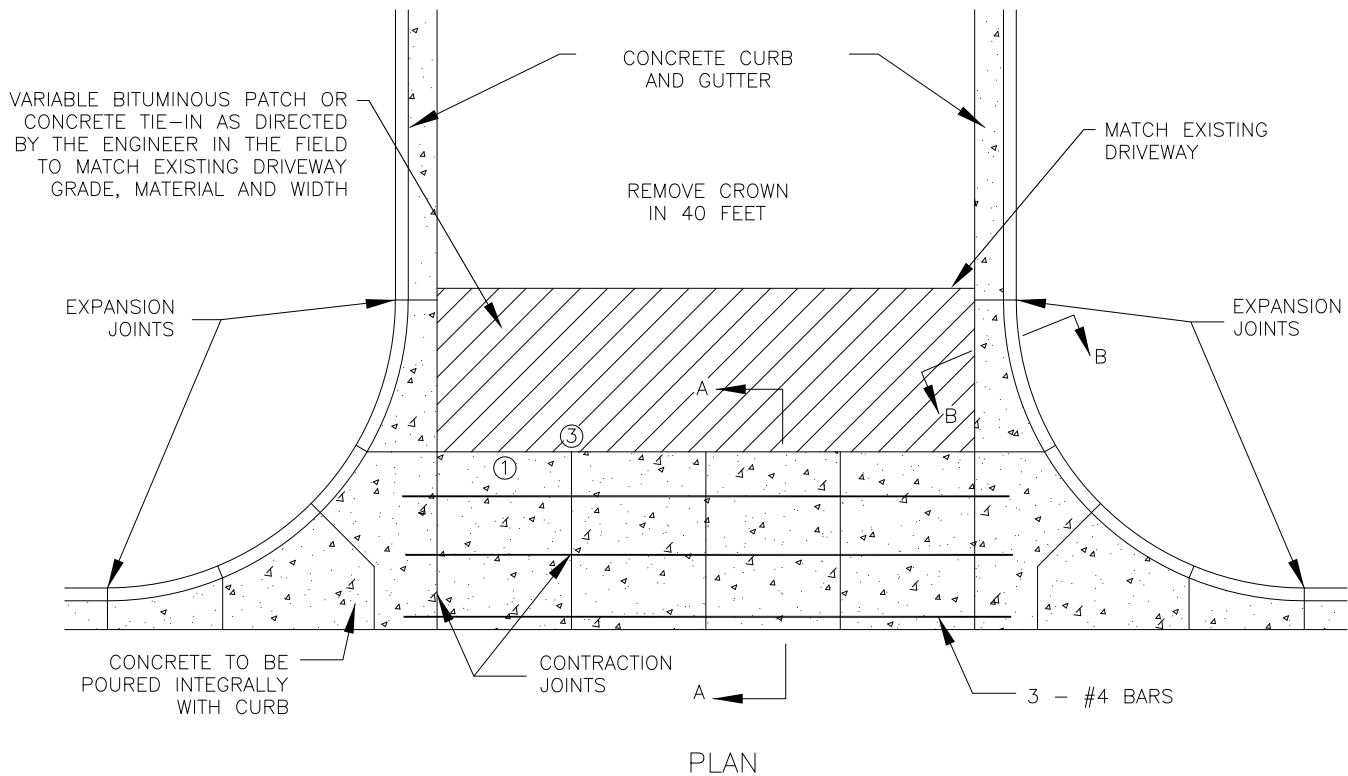 CONCRETE CURB
AND GUTTER
VARIABLE BITUMINOUS PATCH OR
CONCRETE TIE-IN AS DIRECTED
BY THE ENGINEER IN THE FIELD
TO MATCH EXISTING DRIVEWAY
GRADE, MATERIAL AND WIDTH
MATCH EXISTING
DRIVEWAY
REMOVE CROWN
IN 40 FEET
EXPANSION
JOINTS
EXPANSION
JOINTS
B
A
B
3
1
CONCRETE TO BE
POURED INTEGRALLY
WITH CURB
CONTRACTION
JOINTS
A
3 - #4 BARS
PLAN